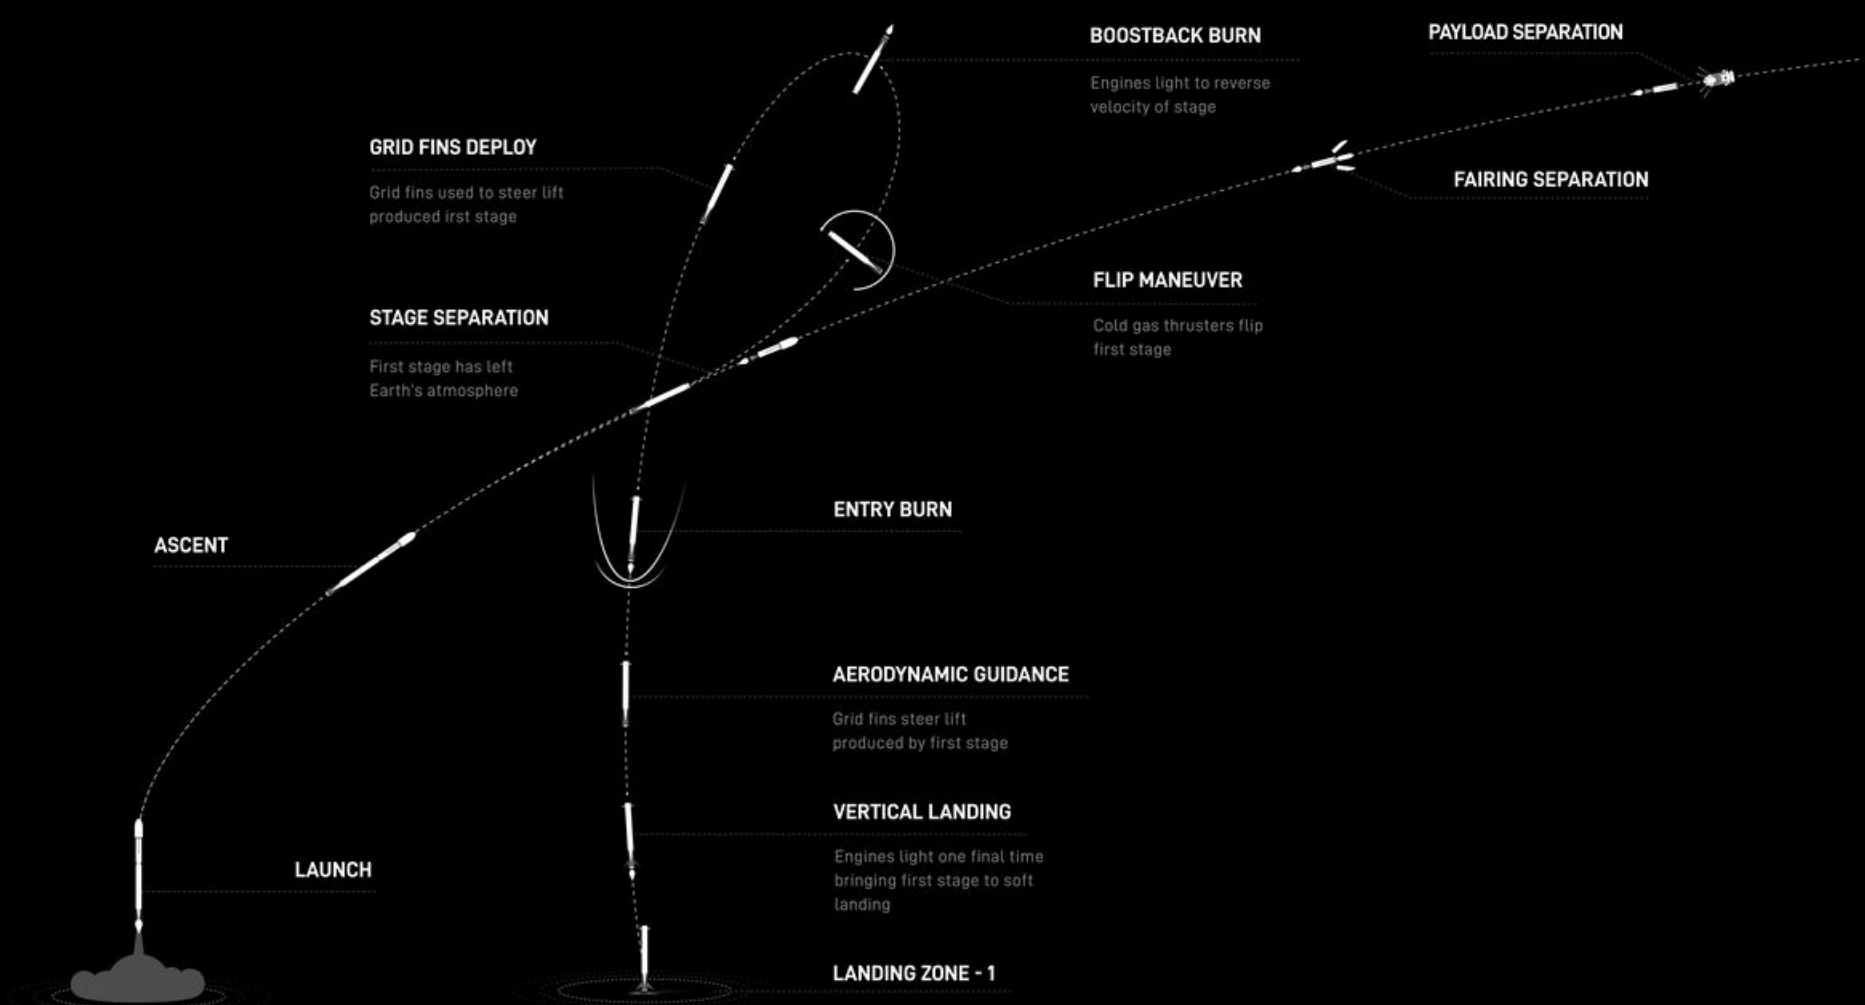 BOOSTBACK BURN
Engines light to reverse
velocity of stage
PAYLOAD SEPARATION
GRID FINS DEPLOY
Grid fins used to steer lift
produced irst stage
FAIRING SEPARATION
FLIP MANEUVER
Cold gas thrusters flip
first stage
STAGE SEPARATION
First stage has left
Earth's atmosphere
ENTRY BURN
ASCENT
AERODYNAMIC GUIDANCE
Grid fins steer lift
produced by first stage
VERTICAL LANDING
Engines light one final time
bringing first stage to soft
landing
LAUNCH
LANDING ZONE - 1